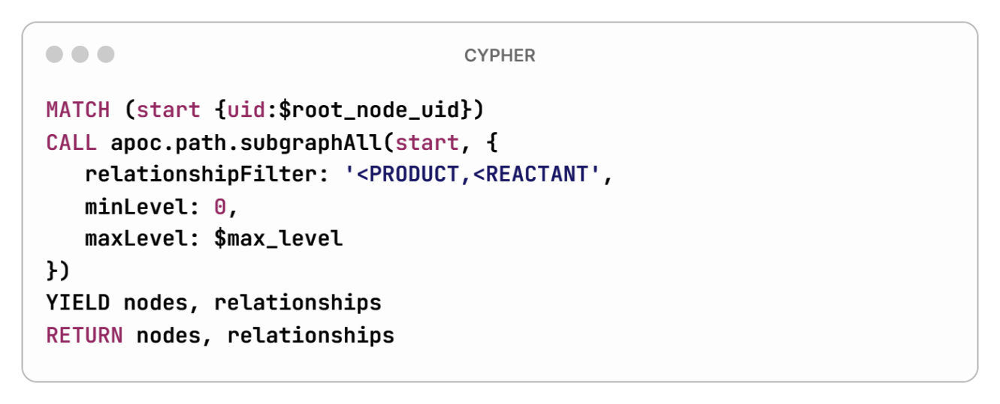 CYPHER
MATCH (start {uid:$root_node_uid})
CALL apoc.path.subgraphAll(start, {
   relationshipFilter: '<PRODUCT,<REACTANT',
   minLevel: 0,
   maxLevel: $max_level
})
YIELD nodes, relationships
RETURN nodes, relationships